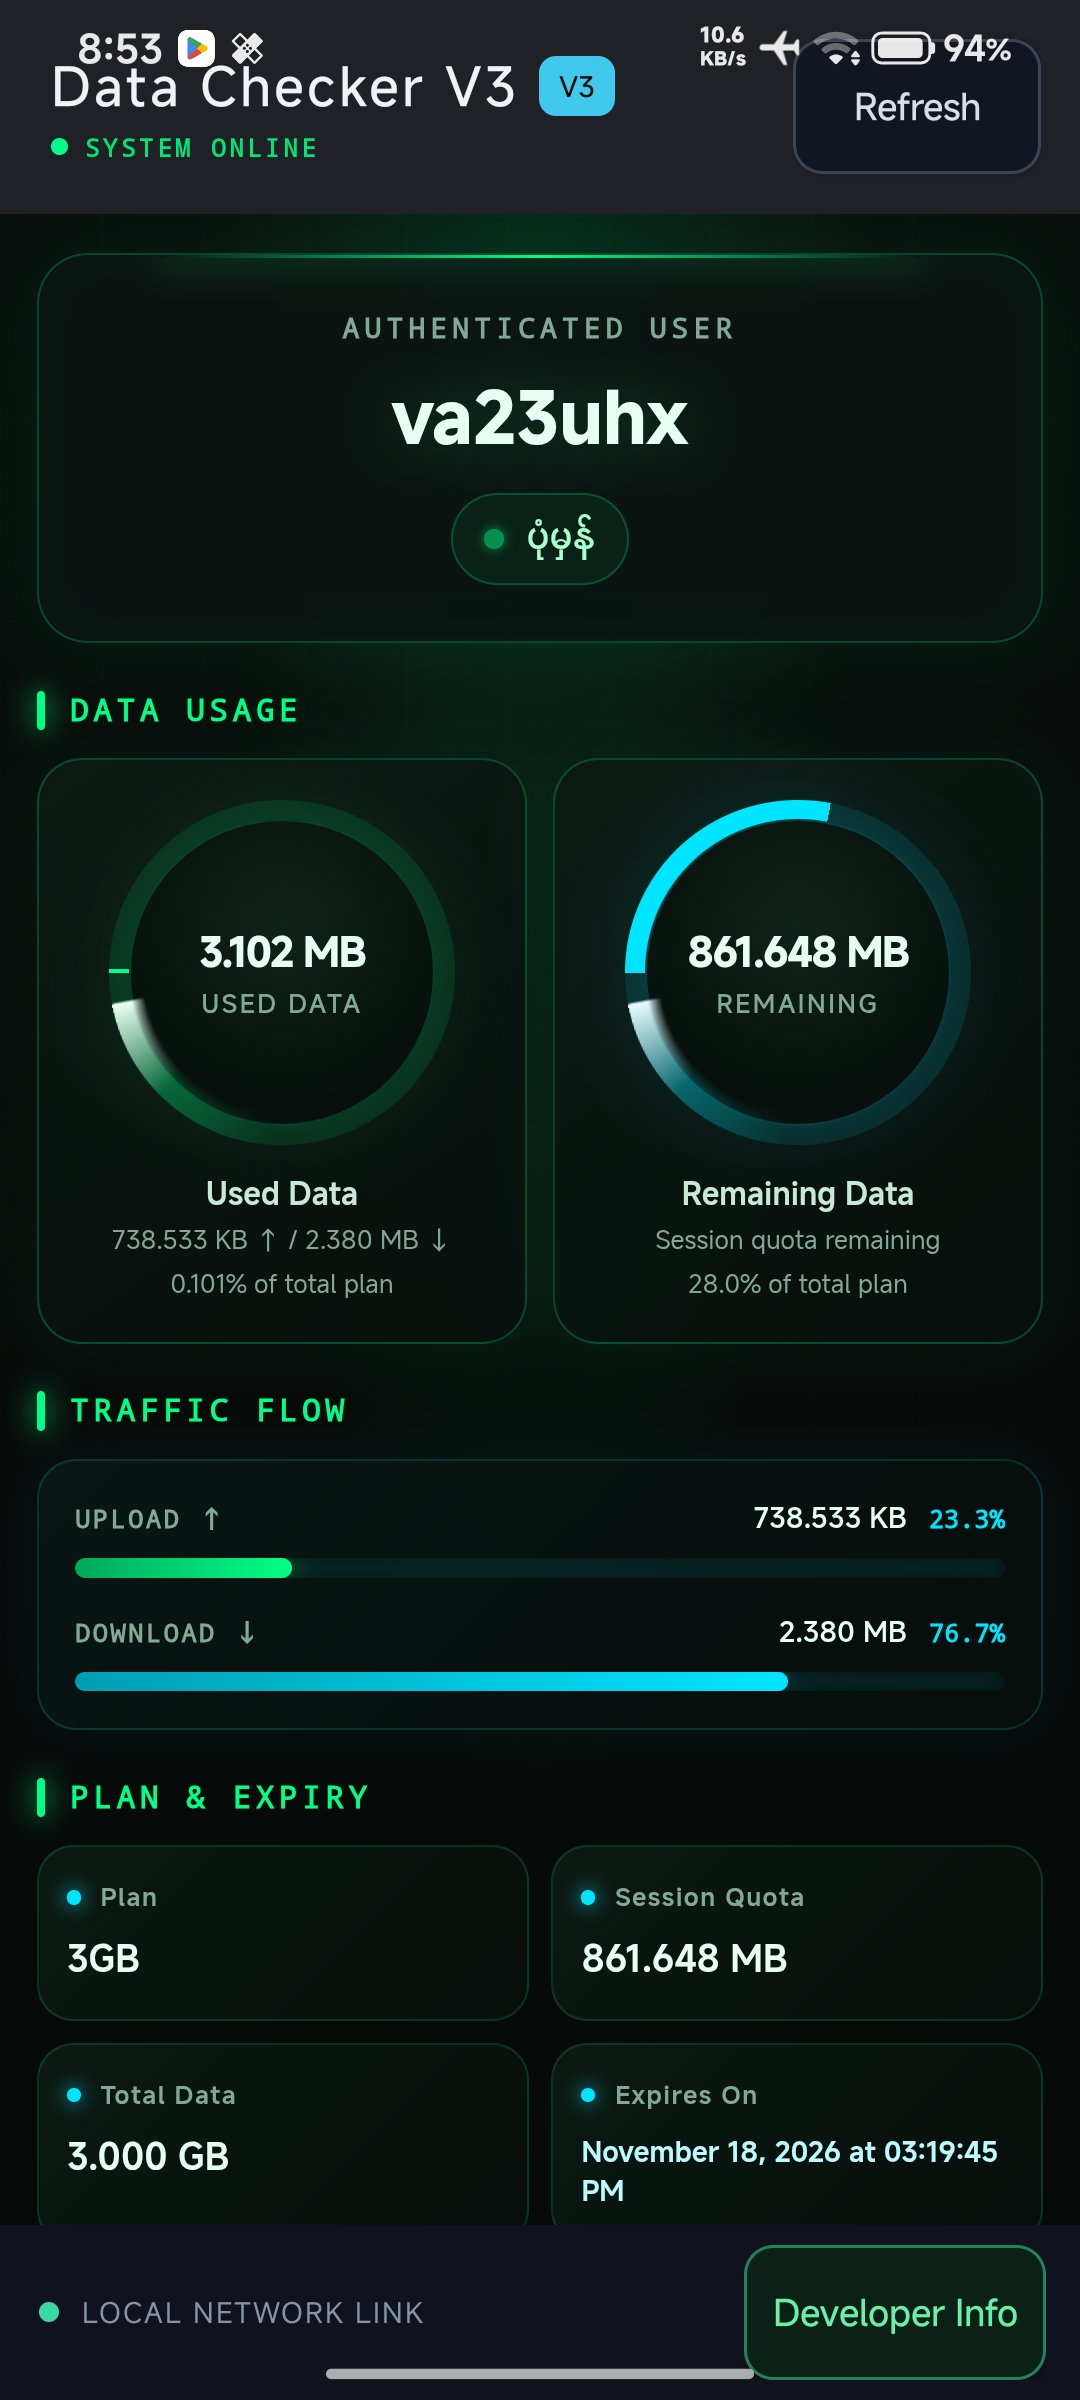 8:53
10.6 KB/s
94%
Data Checker V3 V3
Refresh
SYSTEM ONLINE
AUTHENTICATED USER
va23uhx
ပုံမှန်
DATA USAGE
3.102 MB
USED DATA
Used Data
738.533 KB ↑ / 2.380 MB ↓
0.101% of total plan
861.648 MB
REMAINING
Remaining Data
Session quota remaining
28.0% of total plan
TRAFFIC FLOW
UPLOAD ↑ 738.533 KB 23.3%
DOWNLOAD ↓ 2.380 MB 76.7%
PLAN & EXPIRY
Plan
3GB
Session Quota
861.648 MB
Total Data
3.000 GB
Expires On
November 18, 2026 at 03:19:45
PM
LOCAL NETWORK LINK
Developer Info